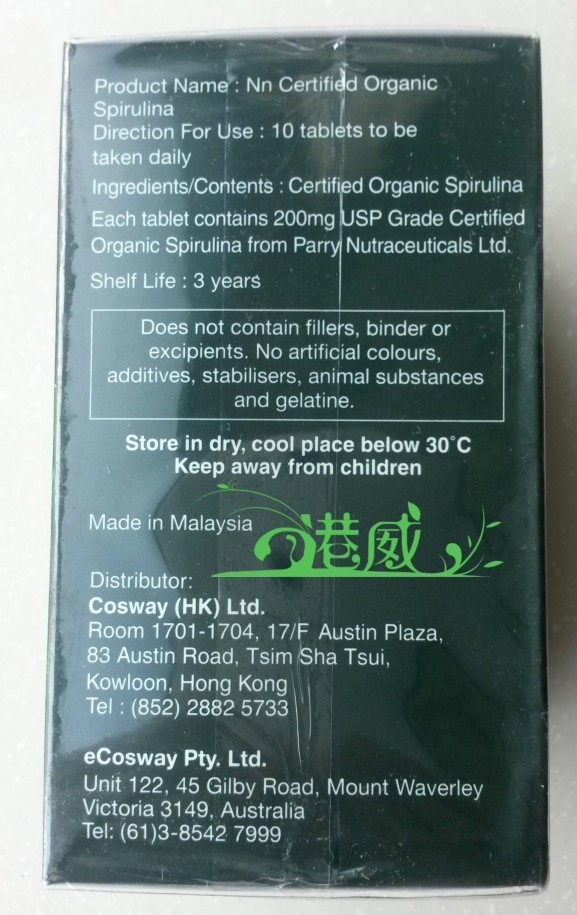 Product Name : Nn Certified Organic
Spirulina
Direction For Use : 10 tablets to be
taken daily
Ingredients/Contents : Certified Organic Spirulina
Each tablet contains 200mg USP Grade Certified
Organic Spirulina from Parry Nutraceuticals Ltd.
Shelf Life : 3 years
Does not contain fillers, binder or
excipients. No artificial colours,
additives, stabilisers, animal substances
and gelatine.
Store in dry, cool place below 30°C
Keep away from children
Made in Malaysia
港威
Distributor:
Cosway (HK) Ltd.
Room 1701-1704, 17/F Austin Plaza,
83 Austin Road, Tsim Sha Tsui,
Kowloon, Hong Kong
Tel : (852) 2882 5733
eCosway Pty. Ltd.
Unit 122, 45 Gilby Road, Mount Waverley
Victoria 3149, Australia
Tel: (61)3-8542 7999